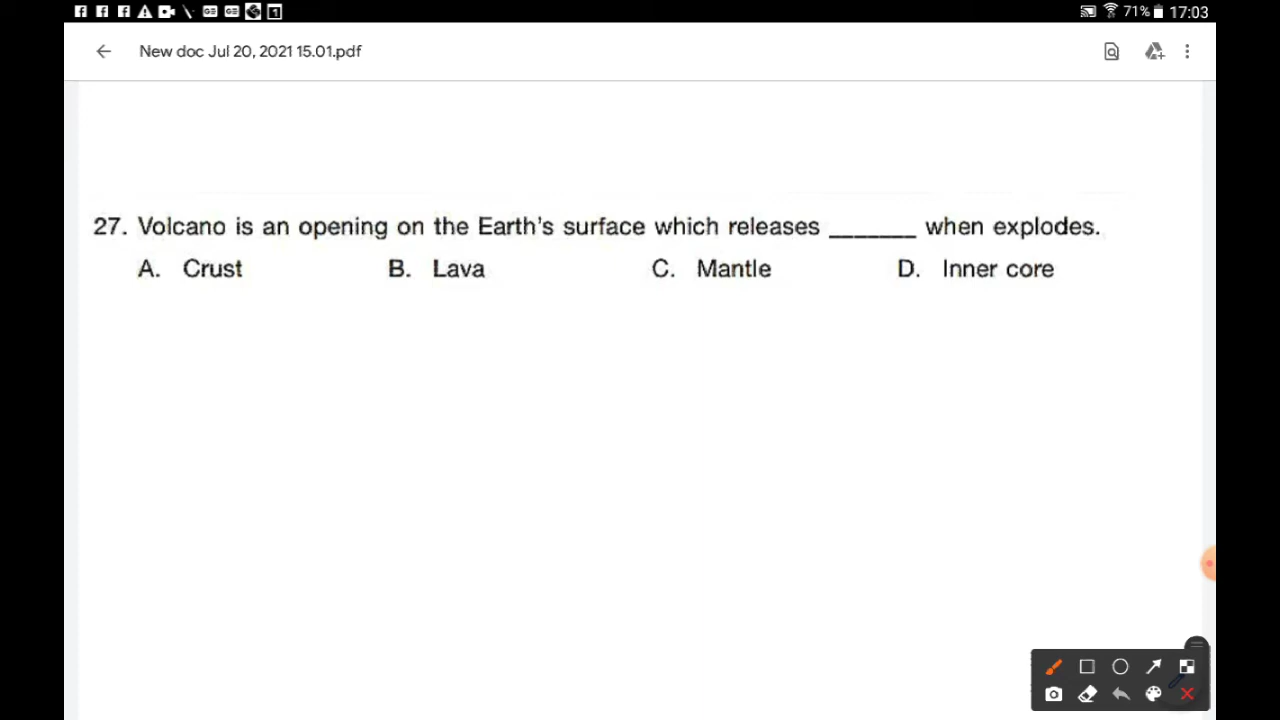 71% 17:03
New doc Jul 20, 2021 15.01.pdf
27. Volcano is an opening on the Earth's surface which releases _______ when explodes.
A. Crust B. Lava C. Mantle D. Inner core